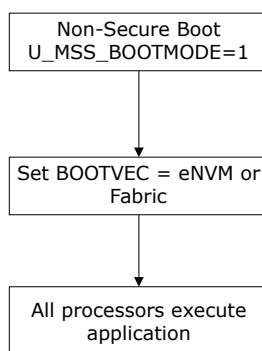 Non-Secure Boot
U_MSS_BOOTMODE=1
Set BOOTVEC = eNVM or
Fabric
All processors execute
application